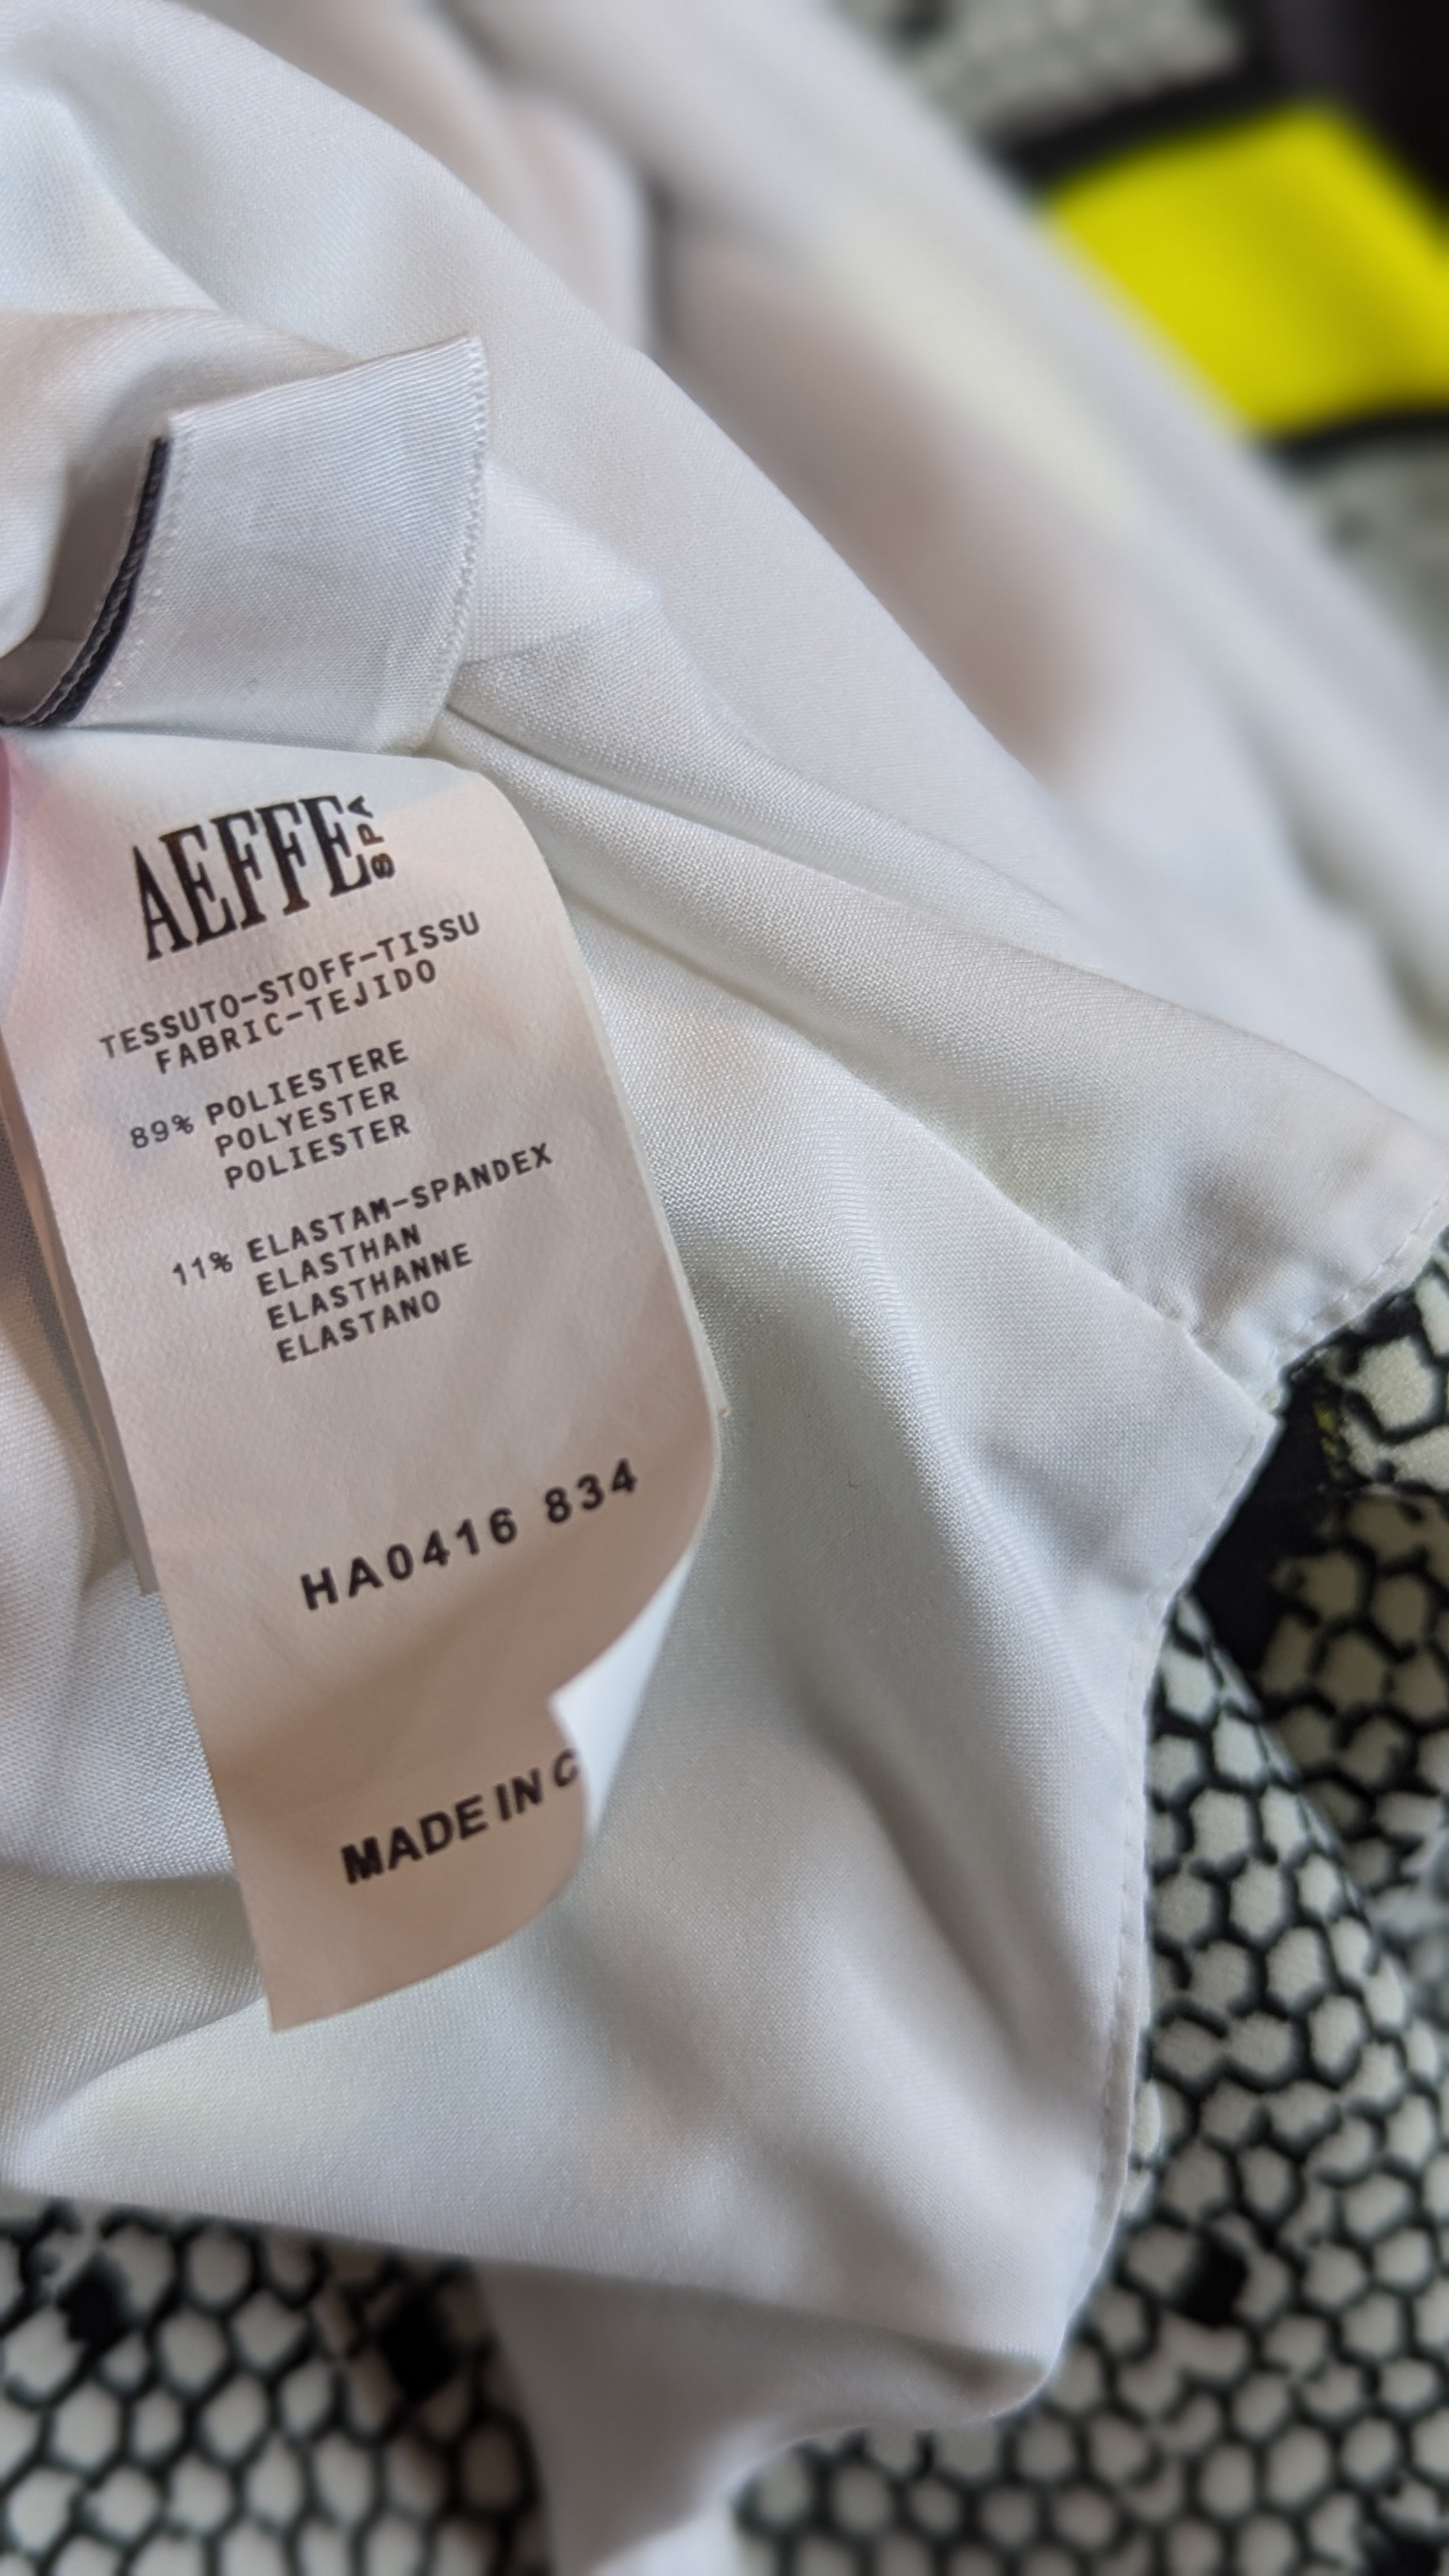 AEFFE SPA
TESSUTO-STOFF-TISSU
FABRIC-TEJIDO
89% POLIESTERE
POLYESTER
POLIESTER
11% ELASTAM-SPANDEX
ELASTHAN
ELASTHANNE
ELASTANO
HA0416 834
MADE IN C